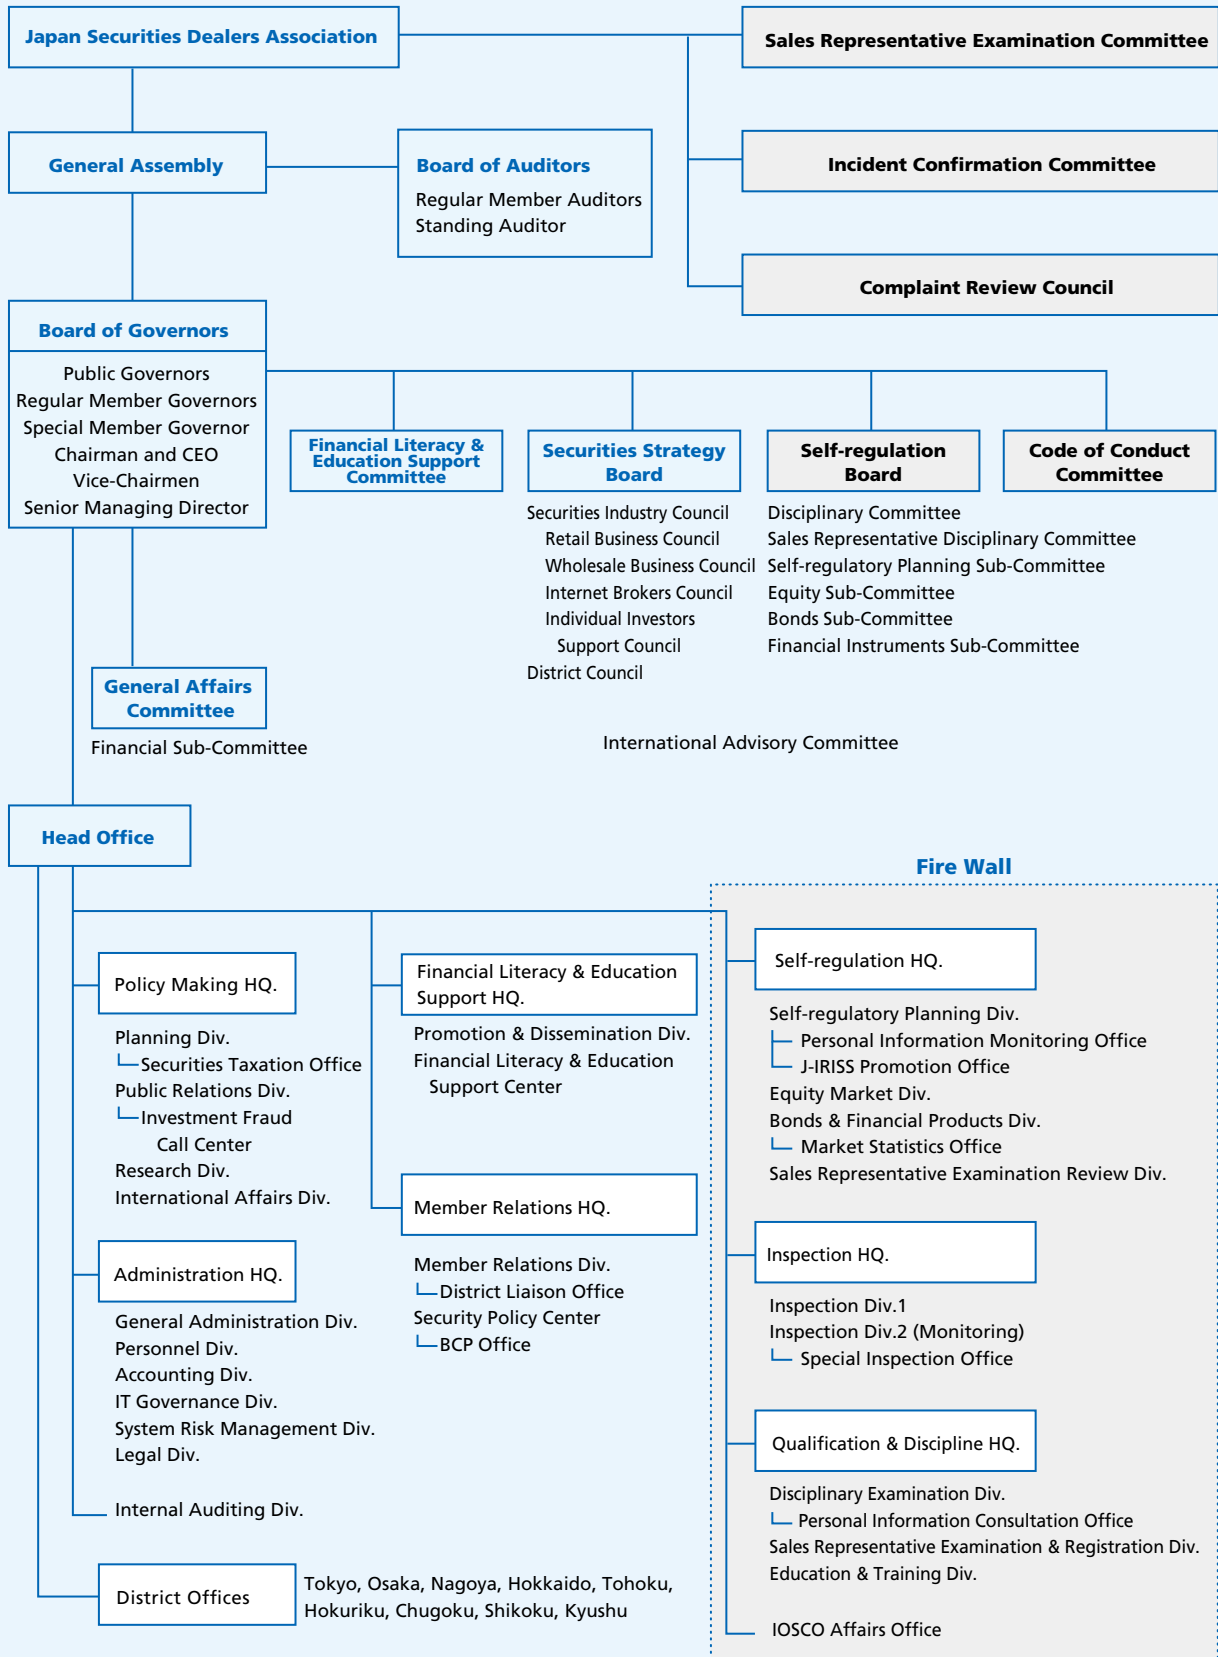 Japan Securities Dealers Association
Sales Representative Examination Committee
General Assembly
Board of Auditors
Regular Member Auditors
Standing Auditor
Incident Confirmation Committee
Complaint Review Council
Board of Governors
Public Governors
Regular Member Governors
Special Member Governor
Chairman and CEO
Vice-Chairmen
Senior Managing Director
Financial Literacy &
Education Support
Committee
Securities Strategy
Board
Securities Industry Council
Retail Business Council
Wholesale Business Council
Internet Brokers Council
Individual Investors
Support Council
District Council
Self-regulation
Board
Disciplinary Committee
Sales Representative Disciplinary Committee
Self-regulatory Planning Sub-Committee
Equity Sub-Committee
Bonds Sub-Committee
Financial Instruments Sub-Committee
Code of Conduct
Committee
General Affairs
Committee
Financial Sub-Committee
International Advisory Committee
Head Office
Fire Wall
Policy Making HQ.
Planning Div.
Securities Taxation Office
Public Relations Div.
Investment Fraud
Call Center
Research Div.
International Affairs Div.
Administration HQ.
General Administration Div.
Personnel Div.
Accounting Div.
IT Governance Div.
System Risk Management Div.
Legal Div.
Internal Auditing Div.
District Offices
Tokyo, Osaka, Nagoya, Hokkaido, Tohoku,
Hokuriku, Chugoku, Shikoku, Kyushu
Financial Literacy & Education
Support HQ.
Promotion & Dissemination Div.
Financial Literacy & Education
Support Center
Member Relations HQ.
Member Relations Div.
District Liaison Office
Security Policy Center
BCP Office
Self-regulation HQ.
Self-regulatory Planning Div.
Personal Information Monitoring Office
J-IRISS Promotion Office
Equity Market Div.
Bonds & Financial Products Div.
Market Statistics Office
Sales Representative Examination Review Div.
Inspection HQ.
Inspection Div.1
Inspection Div.2 (Monitoring)
Special Inspection Office
Qualification & Discipline HQ.
Disciplinary Examination Div.
Personal Information Consultation Office
Sales Representative Examination & Registration Div.
Education & Training Div.
IOSCO Affairs Office